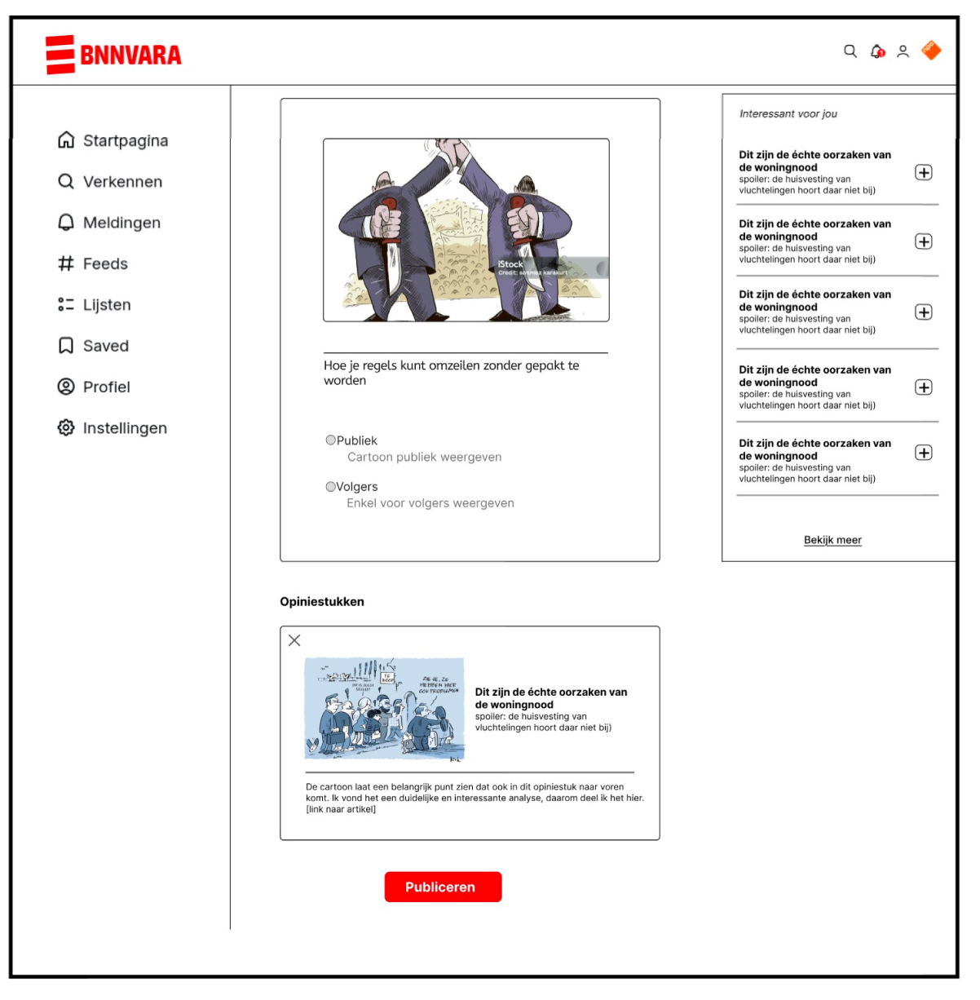 BNNVARA
1
npo
Startpagina
Verkennen
Meldingen
Feeds
Lijsten
Saved
Profiel
Instellingen
iStock
Credit: sonmez karakurt
Hoe je regels kunt omzeilen zonder gepakt te
worden
Publiek
Cartoon publiek weergeven
Volgers
Enkel voor volgers weergeven
Interessant voor jou
Dit zijn de échte oorzaken van
de woningnood
spoiler: de huisvesting van
vluchtelingen hoort daar niet bij)
Dit zijn de échte oorzaken van
de woningnood
spoiler: de huisvesting van
vluchtelingen hoort daar niet bij)
Dit zijn de échte oorzaken van
de woningnood
spoiler: de huisvesting van
vluchtelingen hoort daar niet bij)
Dit zijn de échte oorzaken van
de woningnood
spoiler: de huisvesting van
vluchtelingen hoort daar niet bij)
Dit zijn de échte oorzaken van
de woningnood
spoiler: de huisvesting van
vluchtelingen hoort daar niet bij)
Bekijk meer
Opiniestukken
TE
KOOP
ZIE JE, ZE
HEBBEN HIER
OOK PROBLEMEN
Dit zijn de échte oorzaken van
de woningnood
spoiler: de huisvesting van
vluchtelingen hoort daar niet bij)
De cartoon laat een belangrijk punt zien dat ook in dit opiniestuk naar voren
komt. Ik vond het een duidelijke en interessante analyse, daarom deel ik het hier.
[link naar artikel]
Publiceren